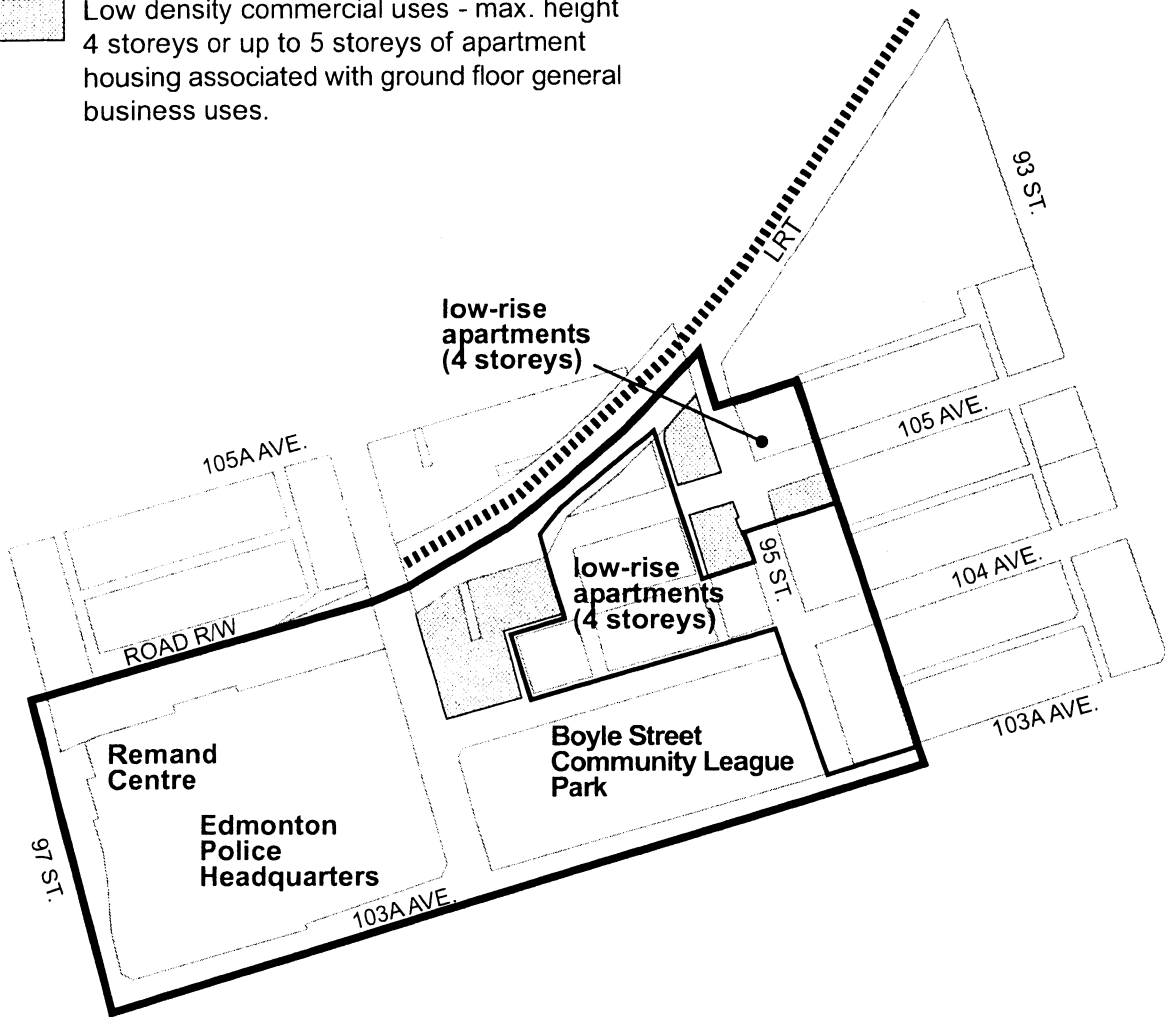 Low density commercial uses - max. height
4 storeys or up to 5 storeys of apartment
housing associated with ground floor general
business uses.
93 ST.
LRT
low-rise
apartments
(4 storeys)
105 AVE.
105A AVE.
95 ST.
104 AVE.
low-rise
apartments
(4 storeys)
ROAD R/W
103A AVE.
Boyle Street
Community League
Park
Remand
Centre
Edmonton
Police
Headquarters
97 ST.
103A AVE.